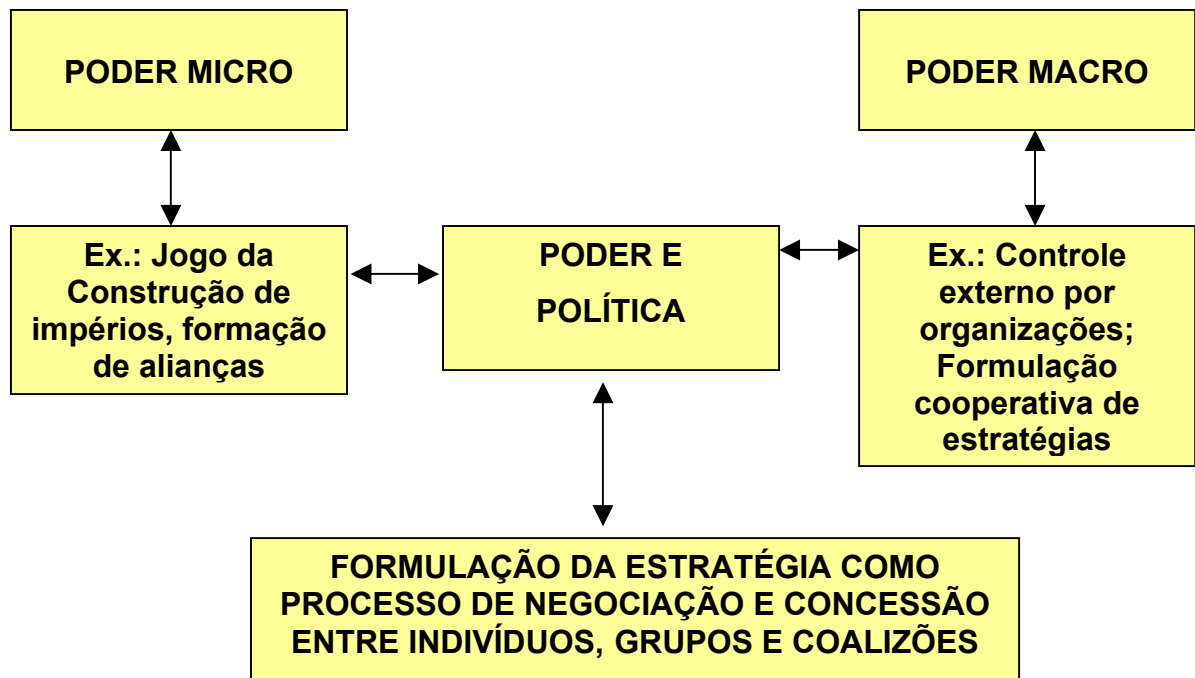 PODER MICRO
PODER MACRO
Ex.: Jogo da
Construção de
impérios, formação
de alianças
PODER E
POLÍTICA
Ex.: Controle
externo por
organizações;
Formulação
cooperativa de
estratégias
FORMULAÇÃO DA ESTRATÉGIA COMO
PROCESSO DE NEGOCIAÇÃO E CONCESSÃO
ENTRE INDIVÍDUOS, GRUPOS E COALIZÕES